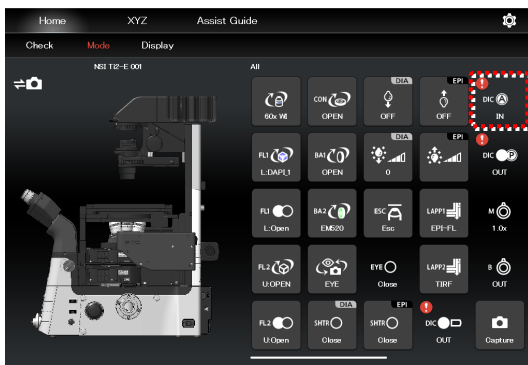 Home XYZ Assist Guide
Check Mode Display
NSI Ti2-E 001
All
60x WI
CON
OPEN
DIA
OFF
EPI
OFF
DIC A
IN
FL1
L:DAPI_1
BA1
OPEN
DIA
0
EPI
DIC P
OUT
FL1
L:Open
BA2
EM520
ESC
Esc
LAPP1
EPI-FL
M
1.0x
FL2
U:OPEN
EYE
EYE
Close
LAPP2
TIRF
B
OUT
FL2
U:Open
DIA
SHTR
Close
EPI
SHTR
Close
DIC
OUT
Capture